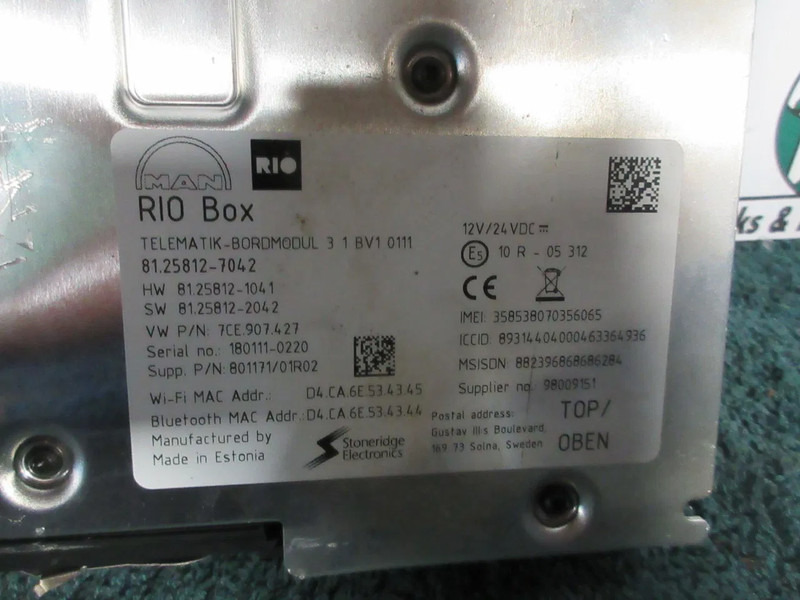 MAN
RIO
RIO Box
TELEMATIK-BORDMODUL 3 1 BV1 0111
81.25812-7042
HW 81.25812-1041
SW 81.25812-2042
VW P/N: 7CE.907.427
Serial no.: 180111-0220
Supp. P/N: 801171/01R02
Wi-Fi MAC Addr.: D4.CA.6E.53.43.45
Bluetooth MAC Addr.: D4.CA.6E.53.43.44
Manufactured by
Made in Estonia
Stoneridge
Electronics
12V/24VDC
E5 10 R - 05 312
CE
IMEI: 358538070356065
ICCID: 89314404000463364936
MSISDN: 882396868686284
Supplier no. 98009151
Postal address:
Gustav III:s Boulevard,
169 73 Solna, Sweden
TOP/
OBEN
ks &